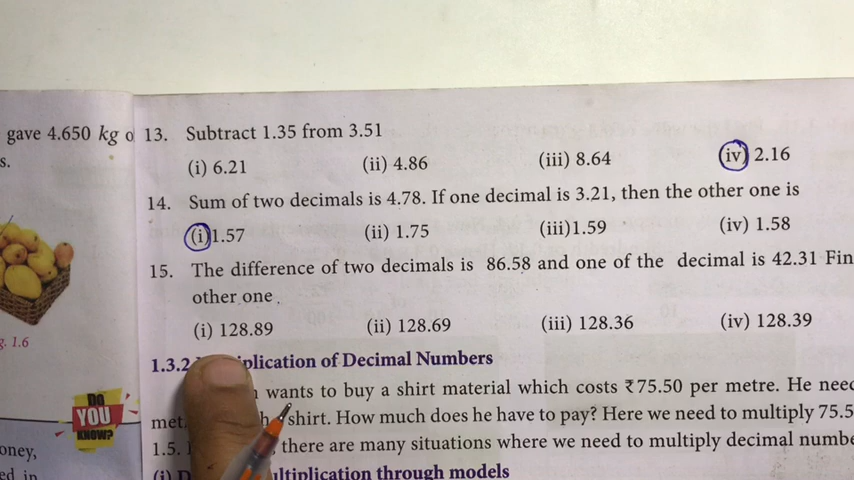 gave 4.650 kg o
s.
g. 1.6
DO
YOU
KNOW?
oney,
ed in
13. Subtract 1.35 from 3.51
(i) 6.21 (ii) 4.86 (iii) 8.64 (iv) 2.16
14. Sum of two decimals is 4.78. If one decimal is 3.21, then the other one is
(i) 1.57 (ii) 1.75 (iii)1.59 (iv) 1.58
15. The difference of two decimals is 86.58 and one of the decimal is 42.31 Fin
other one .
(i) 128.89 (ii) 128.69 (iii) 128.36 (iv) 128.39
1.3.2 plication of Decimal Numbers
wants to buy a shirt material which costs ₹75.50 per metre. He need
met shirt. How much does he have to pay? Here we need to multiply 75.5
1.5. there are many situations where we need to multiply decimal numbe
(i) ultiplication through models